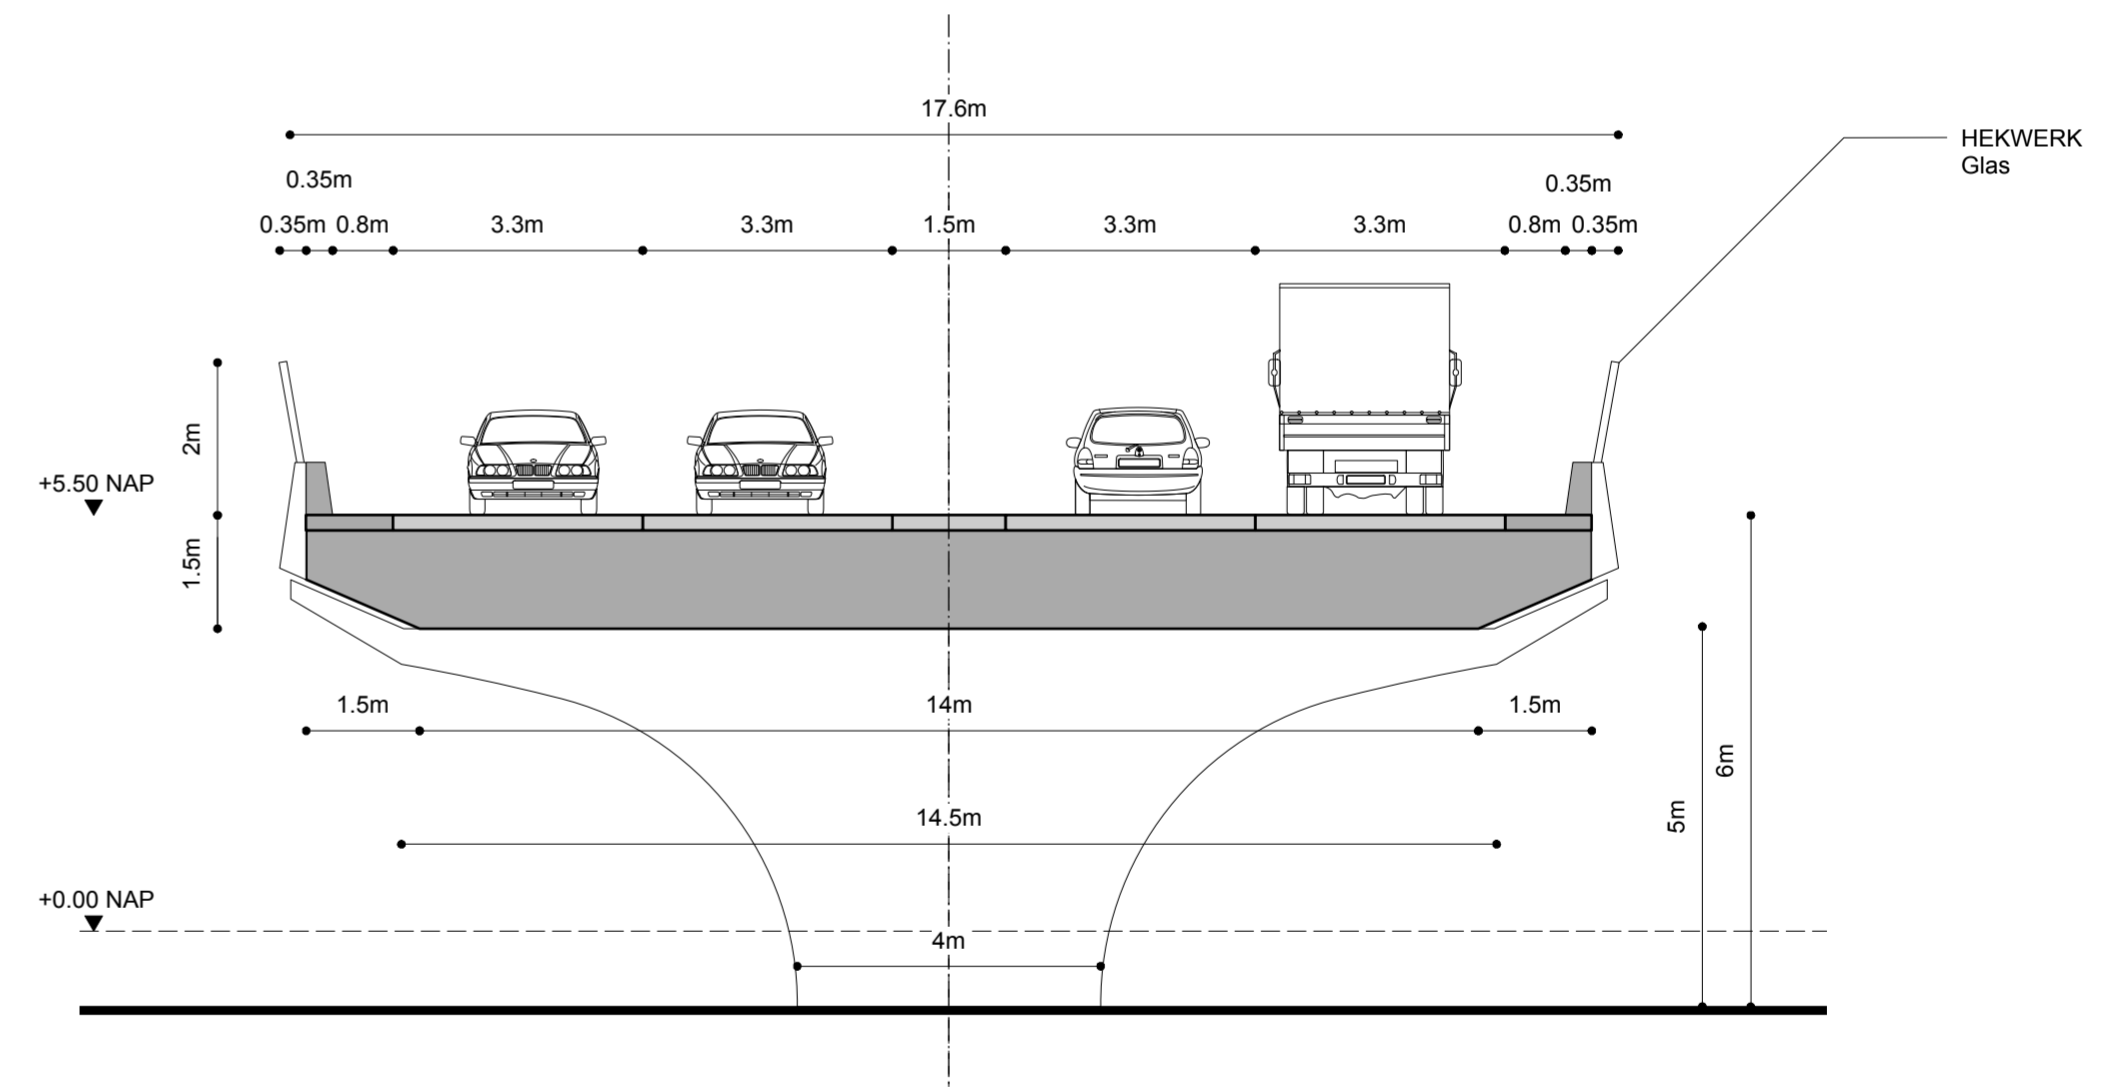 17.6m
0.35m
0.35m
0.35m 0.8m 3.3m 3.3m 1.5m 3.3m 3.3m 0.8m 0.35m
HEKWERK
Glas
2m
+5.50 NAP
1.5m
1.5m 14m 1.5m
6m
5m
14.5m
+0.00 NAP
4m